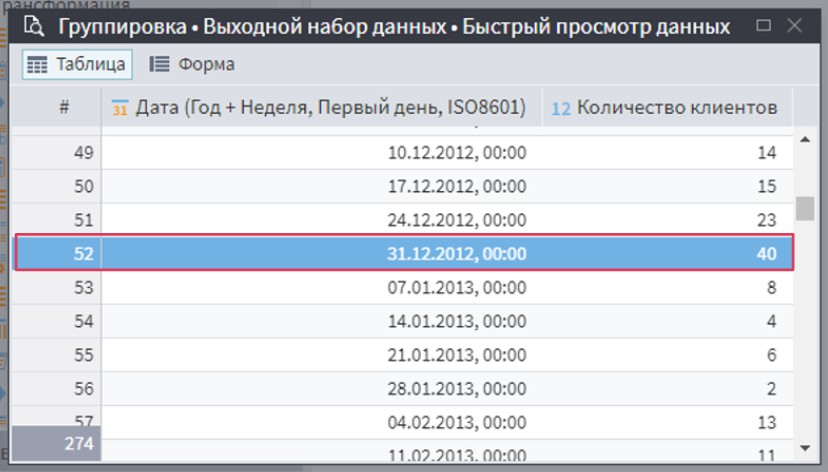 рансформация
Группировка • Выходной набор данных • Быстрый просмотр данных
Таблица Форма
# 31 Дата (Год + Неделя, Первый день, ISO8601) 12 Количество клиентов
49 10.12.2012, 00:00 14
50 17.12.2012, 00:00 15
51 24.12.2012, 00:00 23
52 31.12.2012, 00:00 40
53 07.01.2013, 00:00 8
54 14.01.2013, 00:00 4
55 21.01.2013, 00:00 6
56 28.01.2013, 00:00 2
57 04.02.2013, 00:00 13
274 11.02.2013, 00:00 11